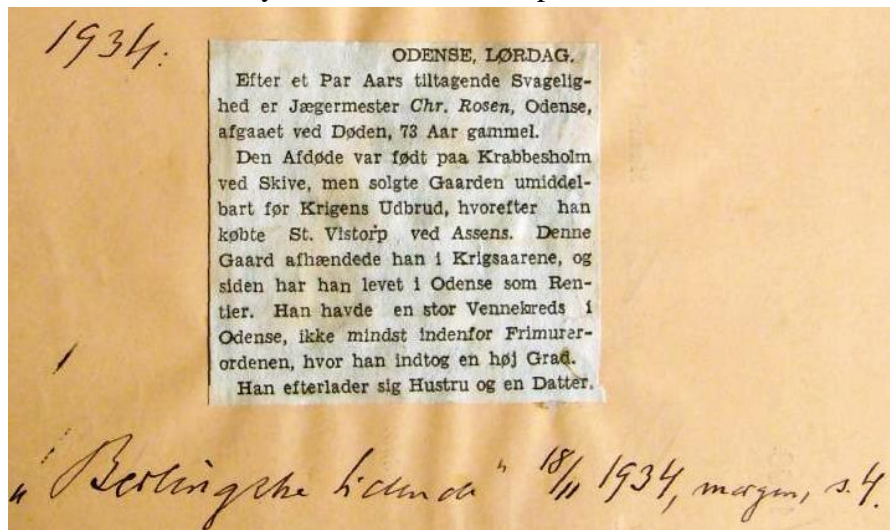 1934:
ODENSE, LØRDAG.
Efter et Par Aars tiltagende Svagelig-
hed er Jægermester Chr. Rosen, Odense,
afgaaet ved Døden, 73 Aar gammel.
Den Afdøde var født paa Krabbesholm
ved Skive, men solgte Gaarden umiddel-
bart før Krigens Udbrud, hvorefter han
købte St. Vistorp ved Assens. Denne
Gaard afhændede han i Krigsaarene, og
siden har han levet i Odense som Ren-
tier. Han havde en stor Vennekreds i
Odense, ikke mindst indenfor Frimurer-
ordenen, hvor han indtog en høj Grad.
Han efterlader sig Hustru og en Datter.
"Berlingske tidende" 18/11 1934, morgen, s. 4.